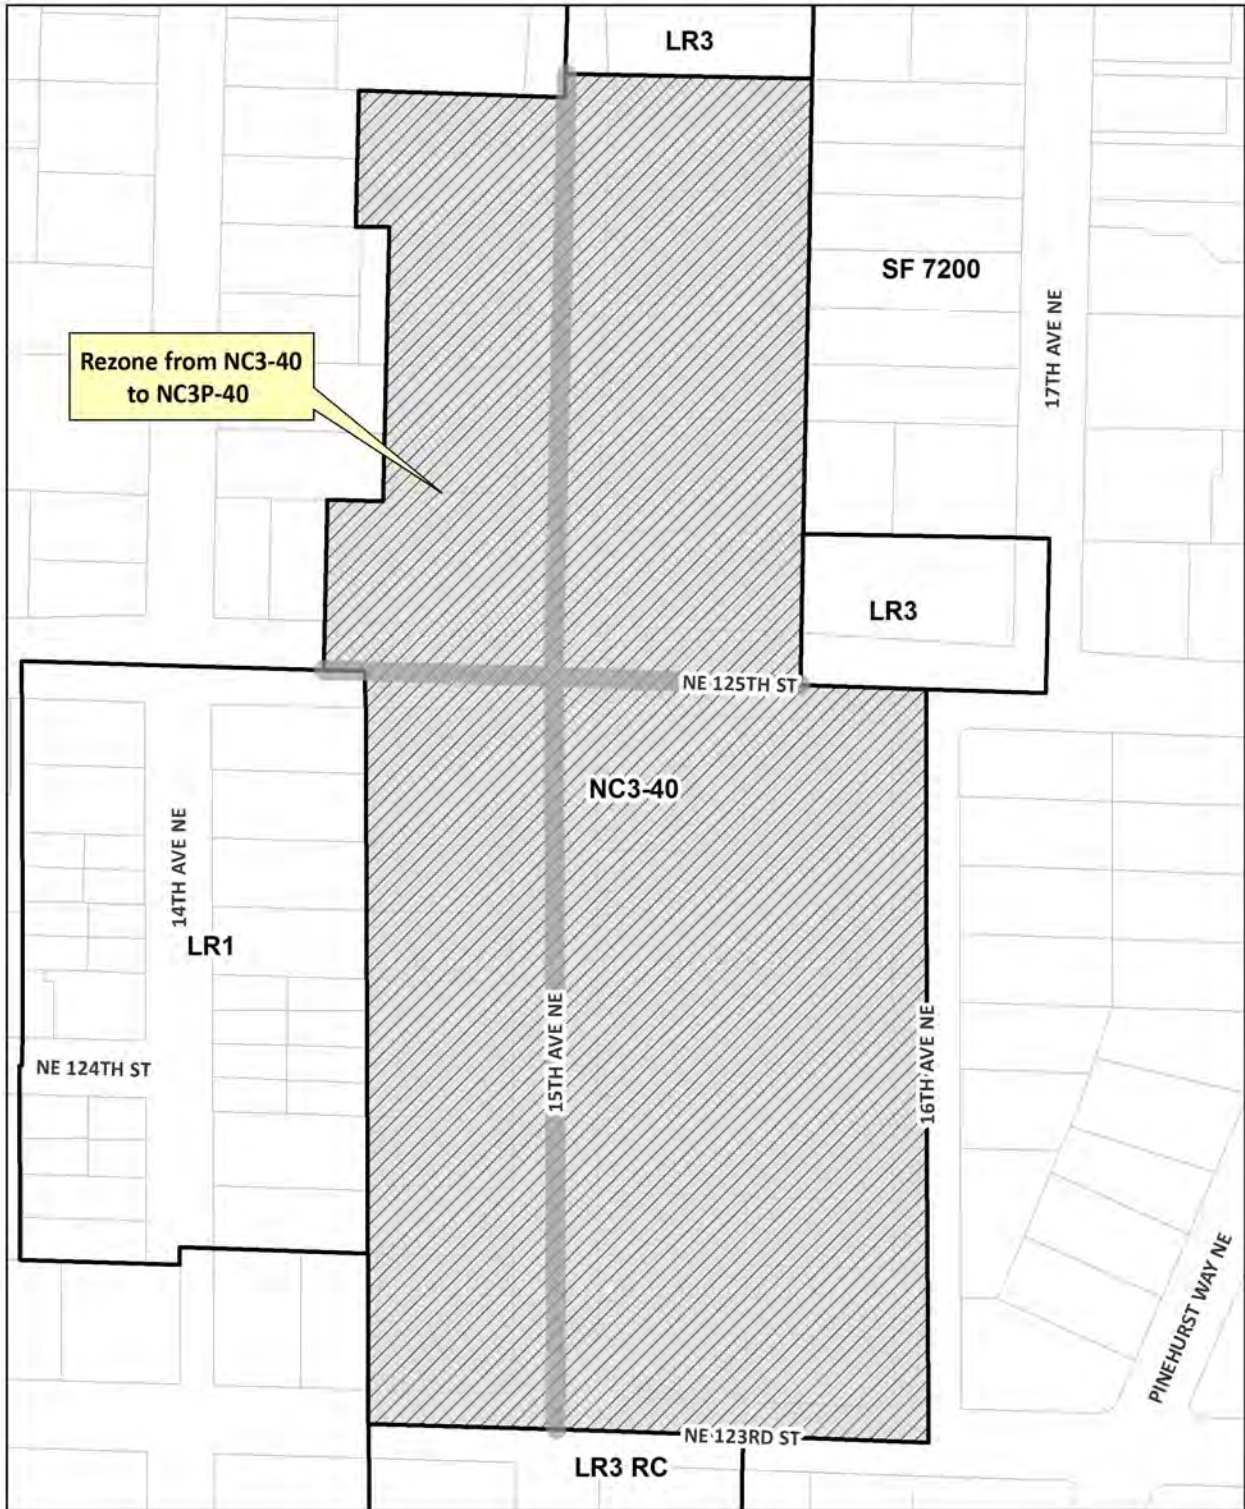 LR3
SF 7200
17TH AVE NE
Rezone from NC3-40
to NC3P-40
LR3
NE 125TH ST
NC3-40
14TH AVE NE
LR1
15TH AVE NE
16TH AVE NE
NE 124TH ST
PINEHURST WAY NE
NE 123RD ST
LR3 RC